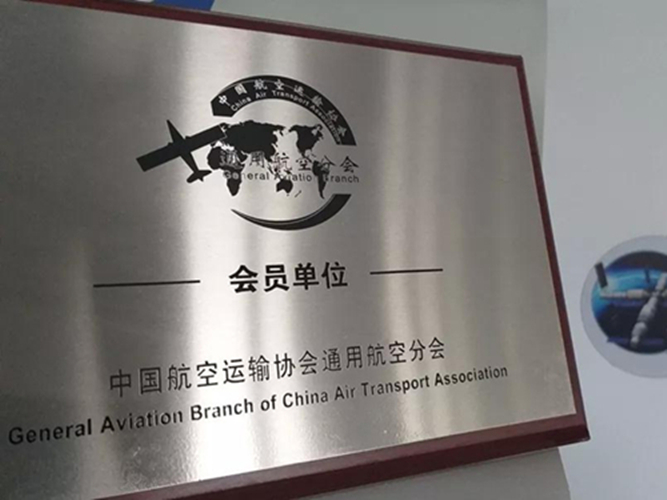 中国航空运输协会
China Air Transport Association
通用航空分会
General Aviation Branch
会员单位
中国航空运输协会通用航空分会
General Aviation Branch of China Air Transport Association